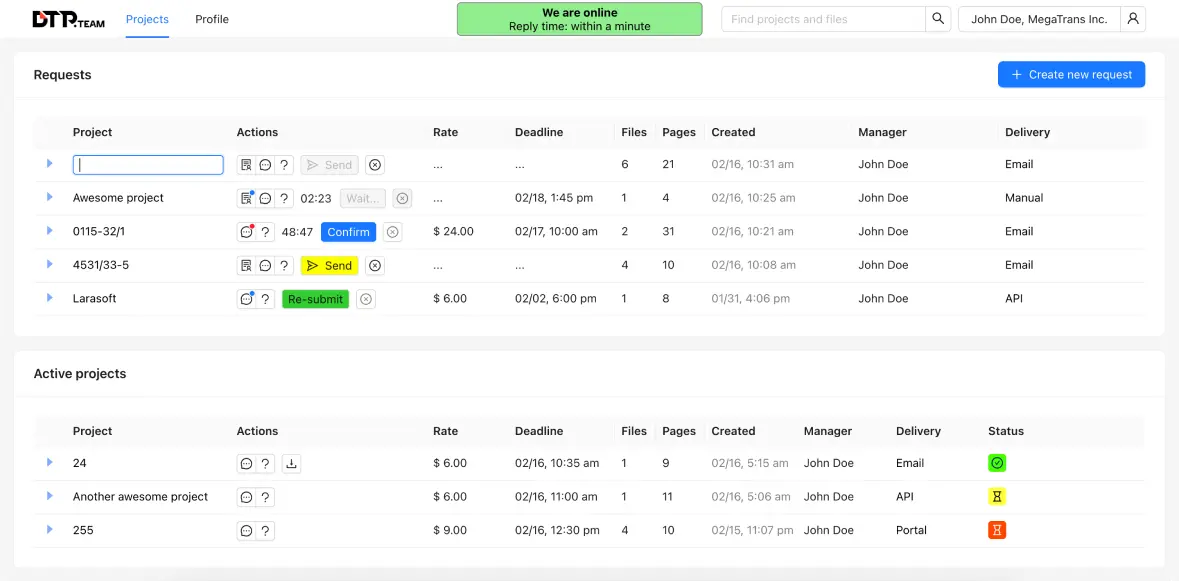 DTP.TEAM Projects Profile We are online Find projects and files John Doe, MegaTrans Inc.
Reply time: within a minute
Requests + Create new request
Project Actions Rate Deadline Files Pages Created Manager Delivery
? Send ... ... 6 21 02/16, 10:31 am John Doe Email
Awesome project ? 02:23 Wait... ... 02/18, 1:45 pm 1 4 02/16, 10:25 am John Doe Manual
0115-32/1 ? 48:47 Confirm $ 24.00 02/17, 10:00 am 2 31 02/16, 10:21 am John Doe Email
4531/33-5 ? Send ... ... 4 10 02/16, 10:08 am John Doe Email
Larasoft ? Re-submit $ 6.00 02/02, 6:00 pm 1 8 01/31, 4:06 pm John Doe API
Active projects
Project Actions Rate Deadline Files Pages Created Manager Delivery Status
24 ? $ 6.00 02/16, 10:35 am 1 9 02/16, 5:15 am John Doe Email
Another awesome project ? $ 6.00 02/16, 11:00 am 1 11 02/16, 5:06 am John Doe API
255 ? $ 9.00 02/16, 12:30 pm 4 10 02/15, 11:07 pm John Doe Portal